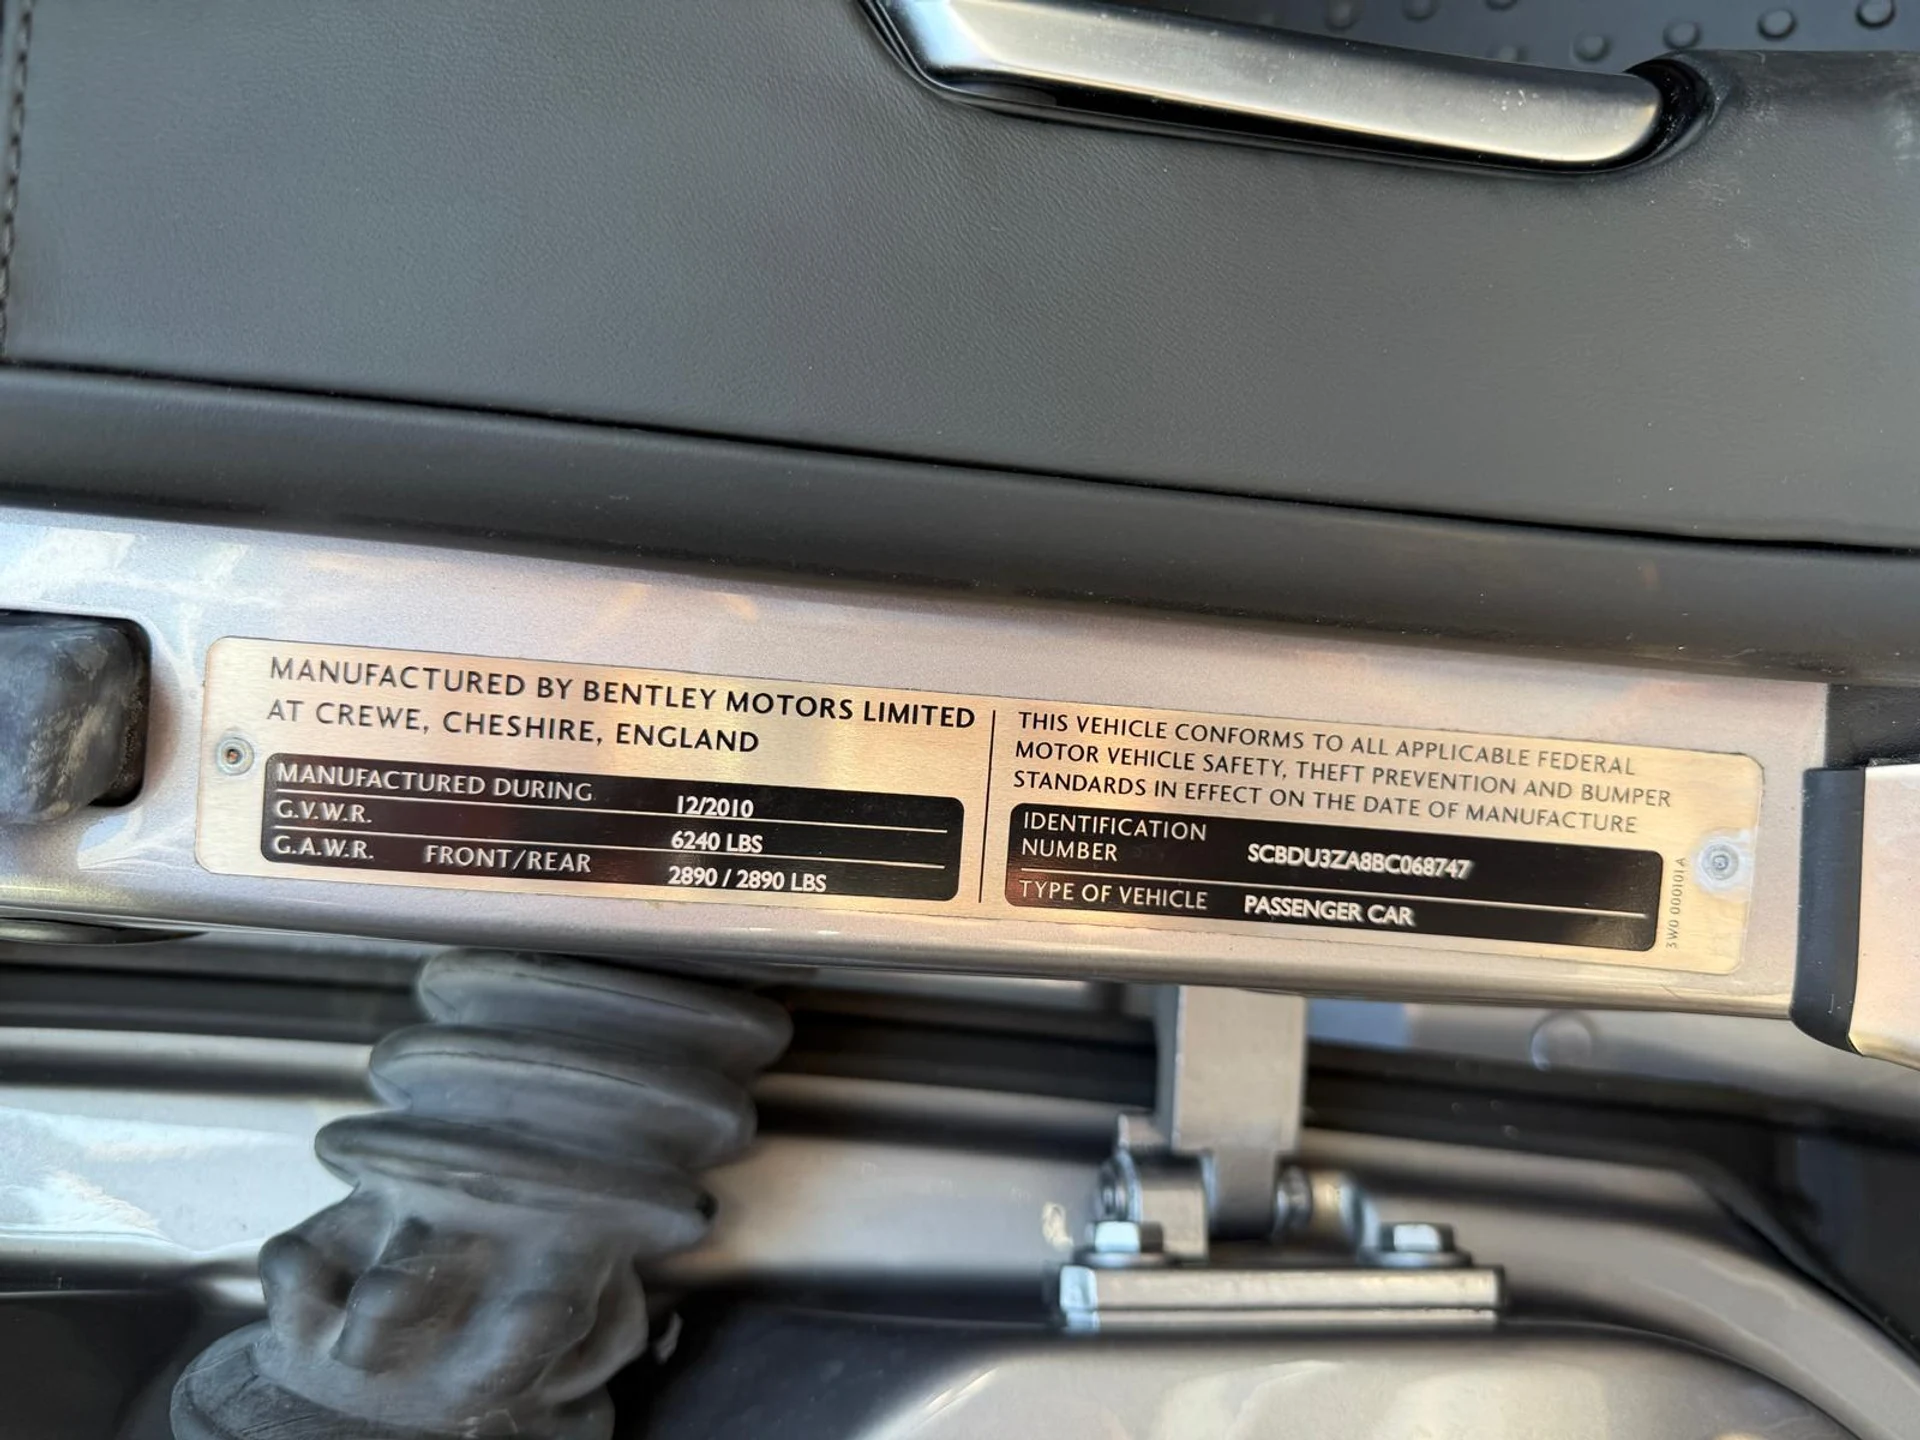 MANUFACTURED BY BENTLEY MOTORS LIMITED
AT CREWE, CHESHIRE, ENGLAND
MANUFACTURED DURING 12/2010
G.V.W.R. 6240 LBS
G.A.W.R. FRONT/REAR 2890 / 2890 LBS
THIS VEHICLE CONFORMS TO ALL APPLICABLE FEDERAL
MOTOR VEHICLE SAFETY, THEFT PREVENTION AND BUMPER
STANDARDS IN EFFECT ON THE DATE OF MANUFACTURE
IDENTIFICATION
NUMBER SCBDU3ZA8BC068747
TYPE OF VEHICLE PASSENGER CAR
3W0 000101 A